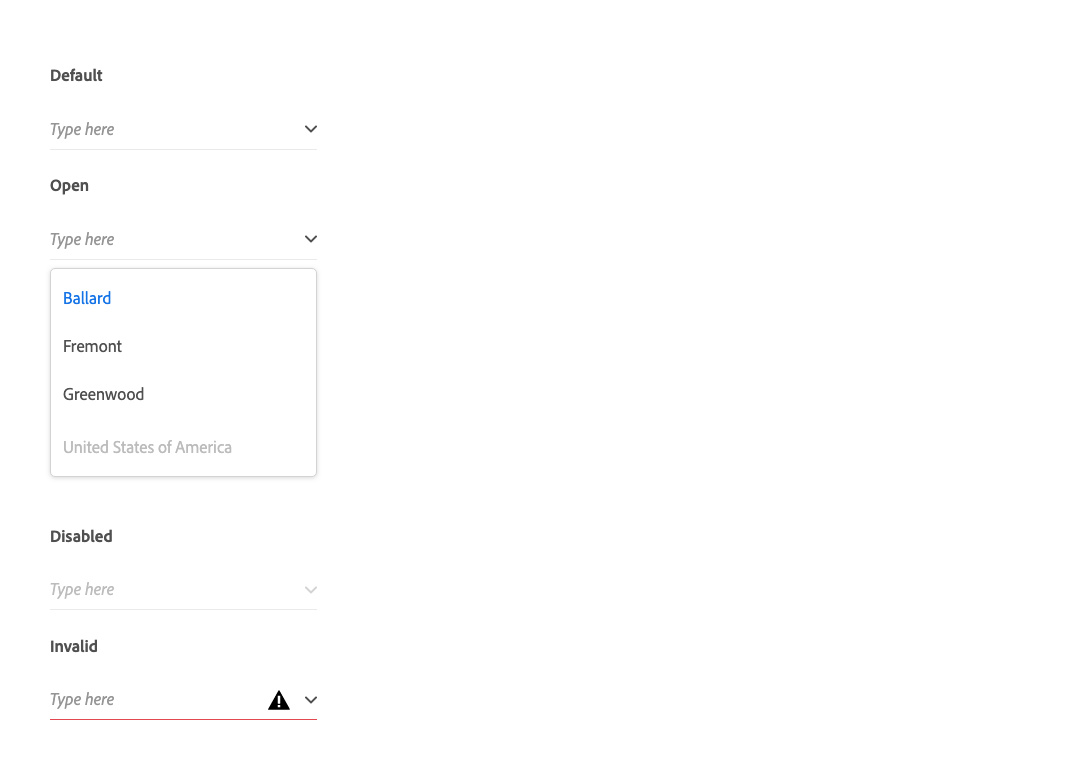 Default
Type here
Open
Type here
Ballard
Fremont
Greenwood
United States of America
Disabled
Type here
Invalid
Type here